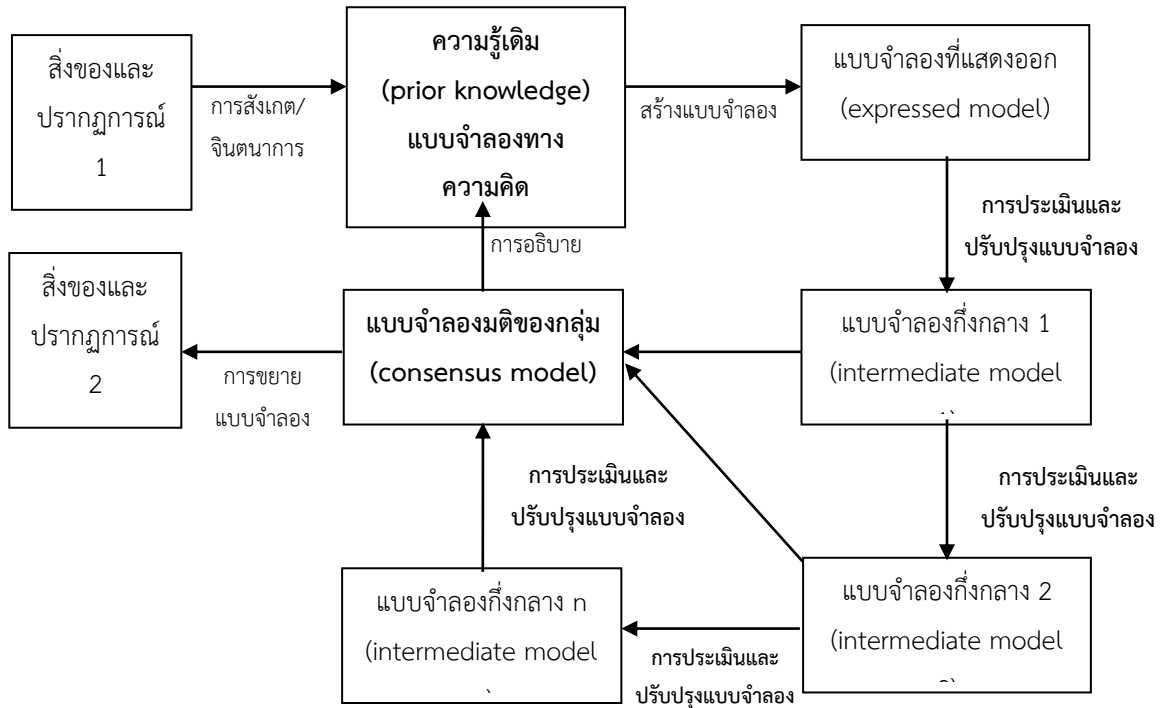 สิ่งของและ
ปรากฏการณ์
1
การสังเกต/
จินตนาการ
ความรู้เดิม
(prior knowledge)
แบบจำลองทาง
ความคิด
สร้างแบบจำลอง
แบบจำลองที่แสดงออก
(expressed model)
การประเมินและ
ปรับปรุงแบบจำลอง
การอธิบาย
สิ่งของและ
ปรากฏการณ์
2
การขยาย
แบบจำลอง
แบบจำลองมติของกลุ่ม
(consensus model)
แบบจำลองกึ่งกลาง 1
(intermediate model
การประเมินและ
ปรับปรุงแบบจำลอง
การประเมินและ
ปรับปรุงแบบจำลอง
แบบจำลองกึ่งกลาง n
(intermediate model
การประเมินและ
ปรับปรุงแบบจำลอง
แบบจำลองกึ่งกลาง 2
(intermediate model